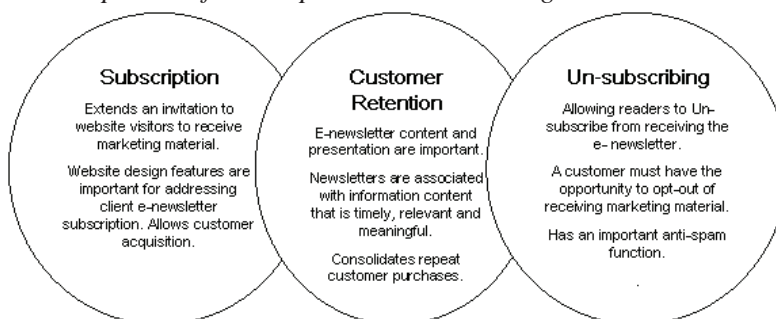 Subscription
Extends an invitation to
website visitors to receive
marketing material.
Website design features are
important for addressing
client e-newsletter
subscription. Allows customer
acquisition.
Customer
Retention
E-newsletter content and
presentation are important.
Newsletters are associated
with information content
that is timely, relevant and
meaningful.
Consolidates repeat
customer purchases.
Un-subscribing
Allowing readers to Un-
subscribe from receiving the
e- newsletter.
A customer must have the
opportunity to opt-out of
receiving marketing material.
Has an important anti-spam
function.
.